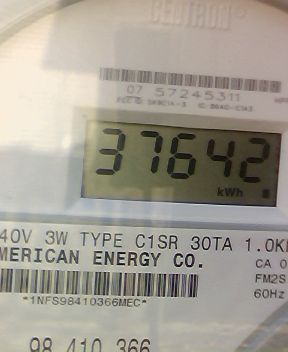 CENTRON®
07 57245311
37642
kWh
40V 3W TYPE C1SR 30TA 1.0K
MERICAN ENERGY CO.
CA 0
FM2S
60Hz
*1NFS98410366MEC*
98 410 366